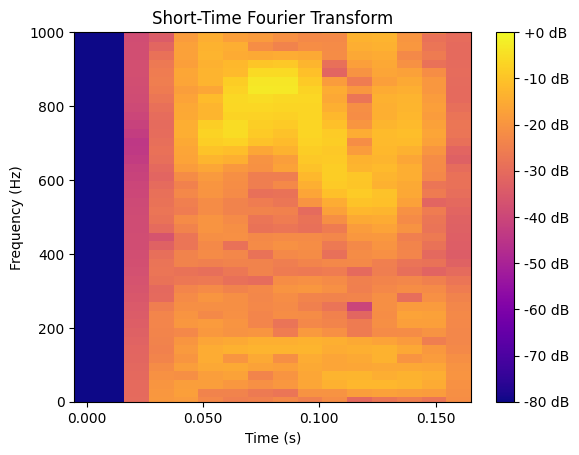 Short-Time Fourier Transform
1000
800
600
400
200
0
Frequency (Hz)
0.000
0.050
0.100
0.150
Time (s)
+0 dB
-10 dB
-20 dB
-30 dB
-40 dB
-50 dB
-60 dB
-70 dB
-80 dB